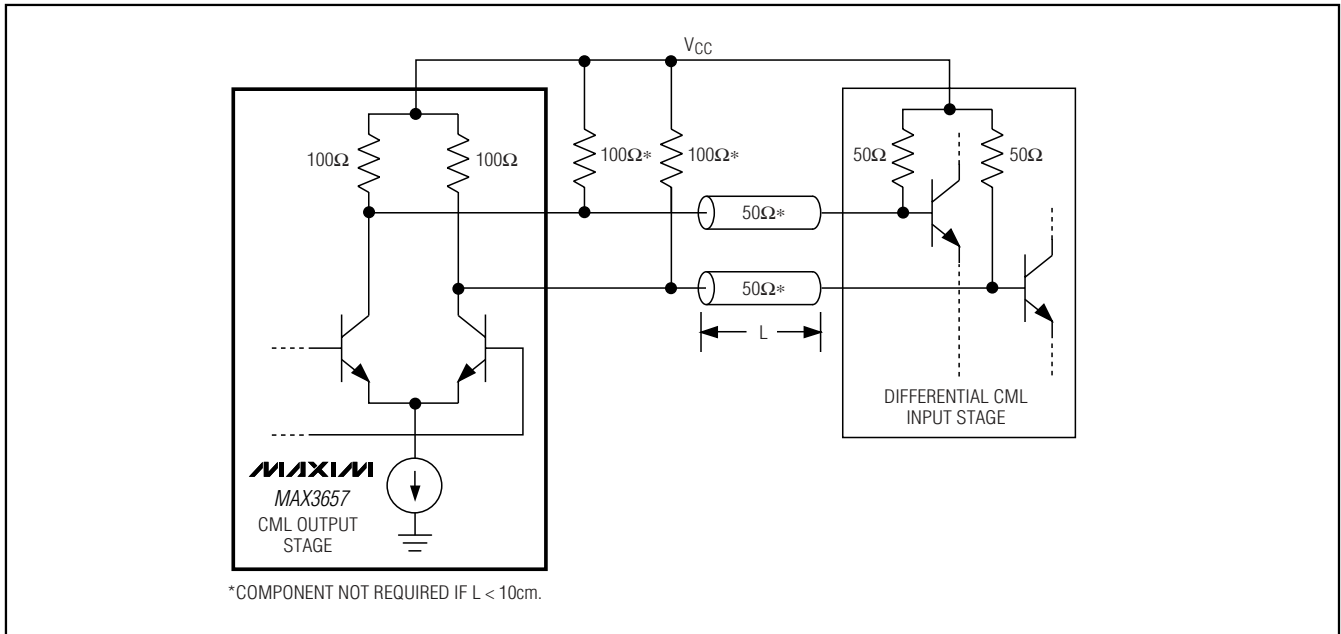 VCC
100Ω
100Ω
100Ω*
100Ω*
50Ω
50Ω
50Ω*
50Ω*
L
DIFFERENTIAL CML
INPUT STAGE
MAXIM
MAX3657
CML OUTPUT
STAGE
*COMPONENT NOT REQUIRED IF L < 10cm.